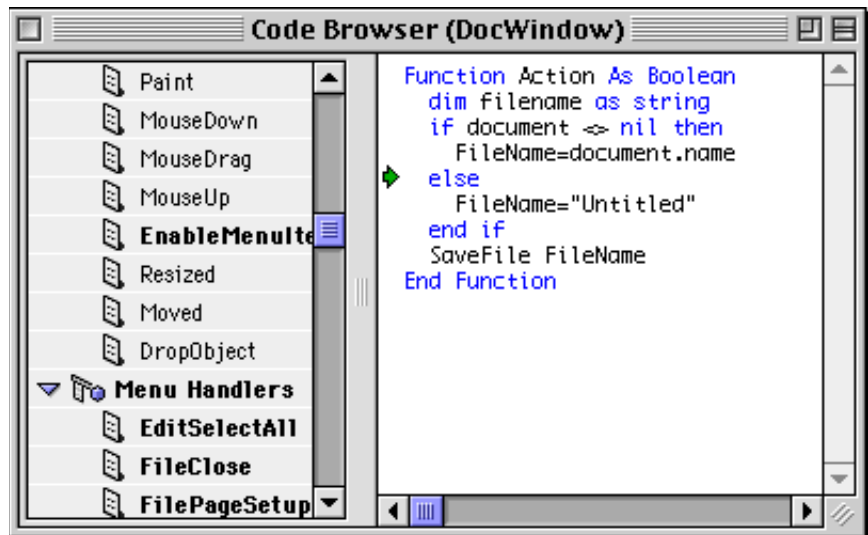 Code Browser (DocWindow)
Paint
MouseDown
MouseDrag
MouseUp
EnableMenuIte
Resized
Moved
DropObject
Menu Handlers
EditSelectAll
FileClose
FilePageSetup
Function Action As Boolean
dim filename as string
if document <> nil then
FileName=document.name
else
FileName="Untitled"
end if
SaveFile FileName
End Function